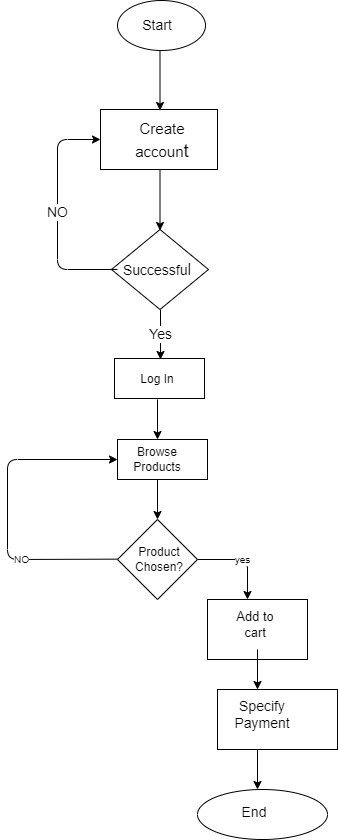 Start
Create
account
NO
Successful
Yes
Log In
Browse
Products
Product
Chosen?
NO
yes
Add to
cart
Specify
Payment
End